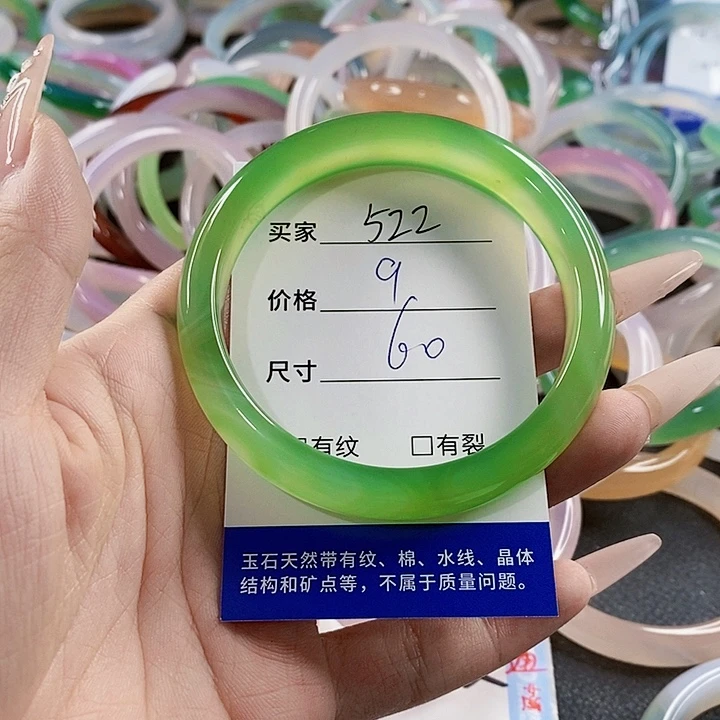 买家 522
价格 9
尺寸 60
有纹 □有裂
玉石天然带有纹、棉、水线、晶体
结构和矿点等，不属于质量问题。